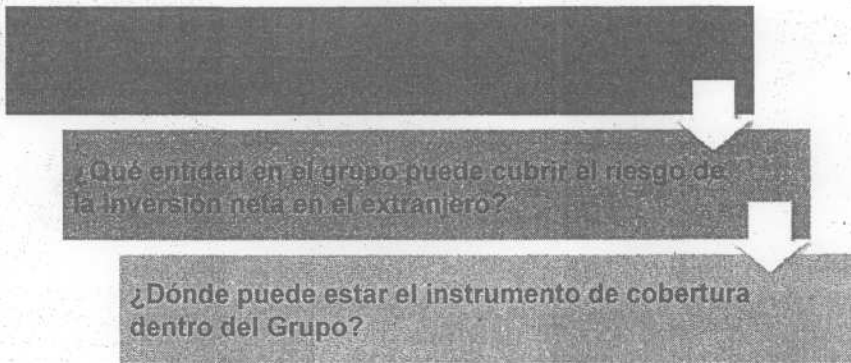 ¿Qué entidad en el grupo puede cubrir el riesgo de
la inversión neta en el extranjero?
¿Dónde puede estar el instrumento de cobertura
dentro del Grupo?